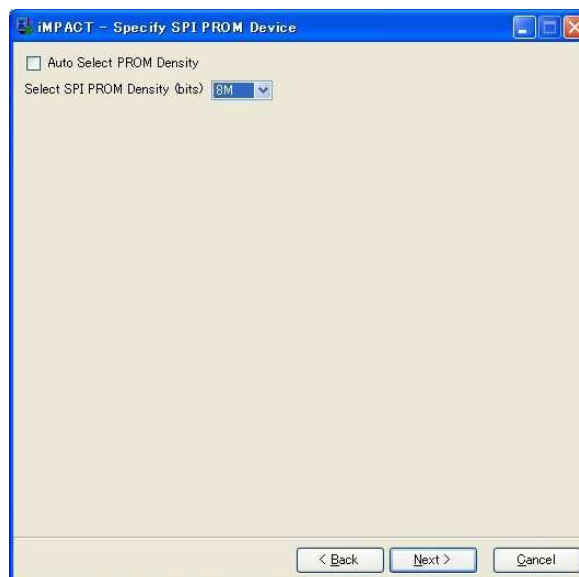 iMPACT - Specify SPI PROM Device
Auto Select PROM Density
Select SPI PROM Density (bits) 8M
< Back Next > Cancel